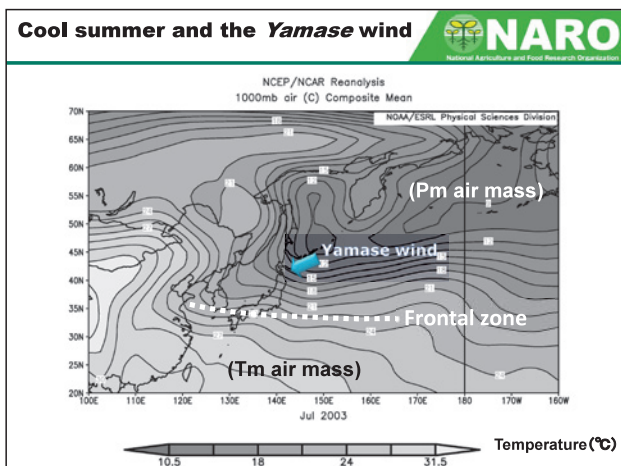 Cool summer and the Yamase wind
NARO
National Agriculture and Food Research Organization
NCEP/NCAR Reanalysis
1000mb air (C) Composite Mean
NOAA/ESRL Physical Sciences Division
70N
65N
60N
55N
50N
45N
40N
35N
30N
25N
20N
(Pm air mass)
Yamase wind
Frontal zone
(Tm air mass)
100E 110E 120E 130E 140E 150E 160E 170E 180 170W 160W
Jul 2003
10.5 18 24 31.5
Temperature(℃)